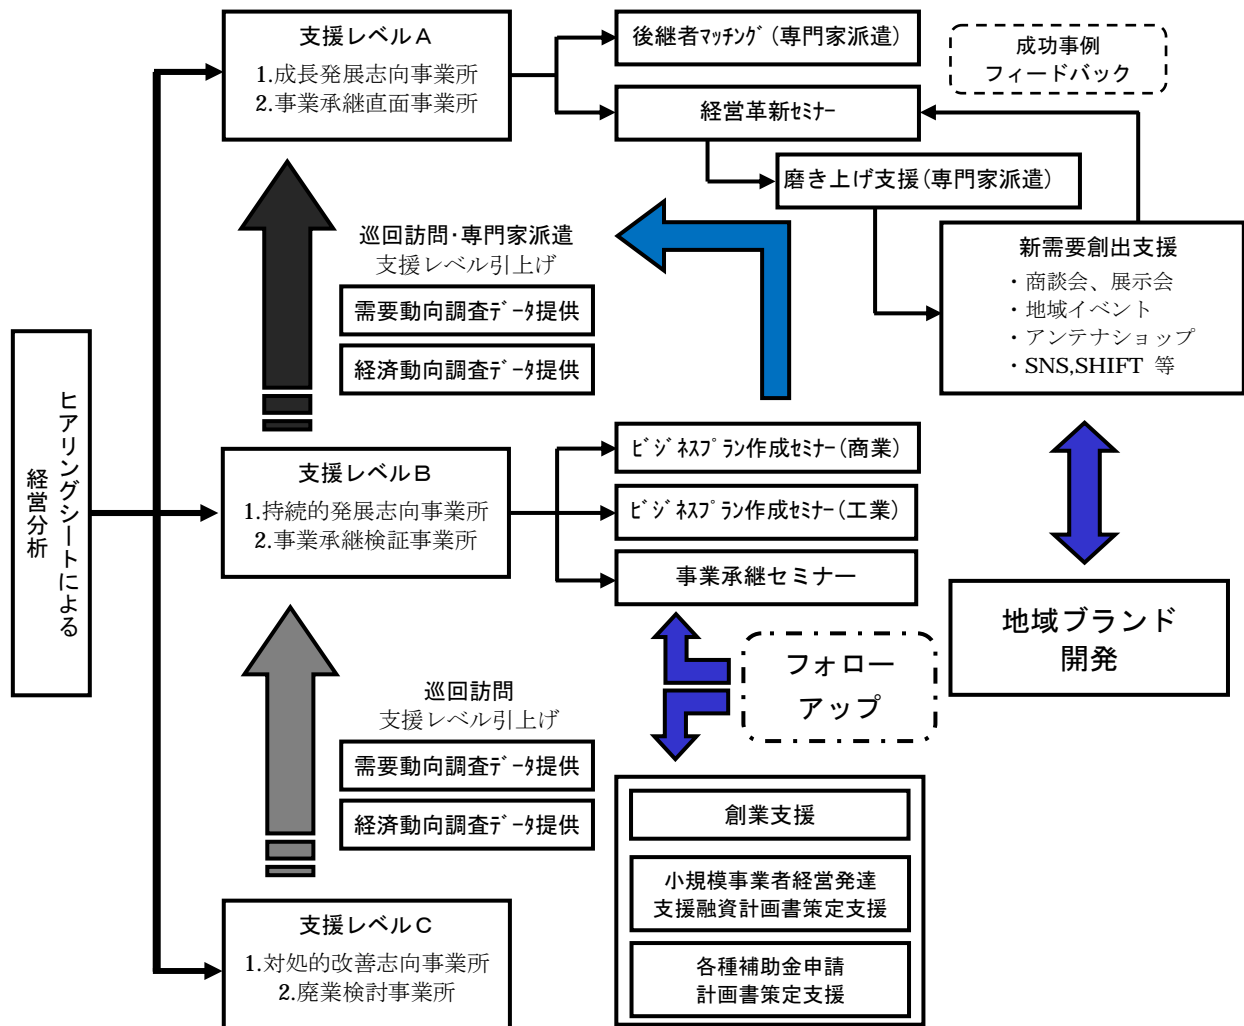 ヒアリングシートによる
経営分析
支援レベルA
1.成長発展志向事業所
2.事業承継直面事業所
後継者ﾏｯﾁﾝｸﾞ(専門家派遣)
経営革新ｾﾐﾅｰ
成功事例
フィードバック
磨き上げ支援(専門家派遣)
新需要創出支援
・商談会、展示会
・地域イベント
・アンテナショップ
・SNS,SHIFT 等
巡回訪問・専門家派遣
支援レベル引上げ
需要動向調査ﾃﾞｰﾀ提供
経済動向調査ﾃﾞｰﾀ提供
支援レベルB
1.持続的発展志向事業所
2.事業承継検証事業所
ﾋﾞｼﾞﾈｽﾌﾟﾗﾝ作成ｾﾐﾅｰ(商業)
ﾋﾞｼﾞﾈｽﾌﾟﾗﾝ作成ｾﾐﾅｰ(工業)
事業承継セミナー
地域ブランド
開発
フォロー
アップ
巡回訪問
支援レベル引上げ
需要動向調査ﾃﾞｰﾀ提供
経済動向調査ﾃﾞｰﾀ提供
支援レベルC
1.対処的改善志向事業所
2.廃業検討事業所
創業支援
小規模事業者経営発達
支援融資計画書策定支援
各種補助金申請
計画書策定支援